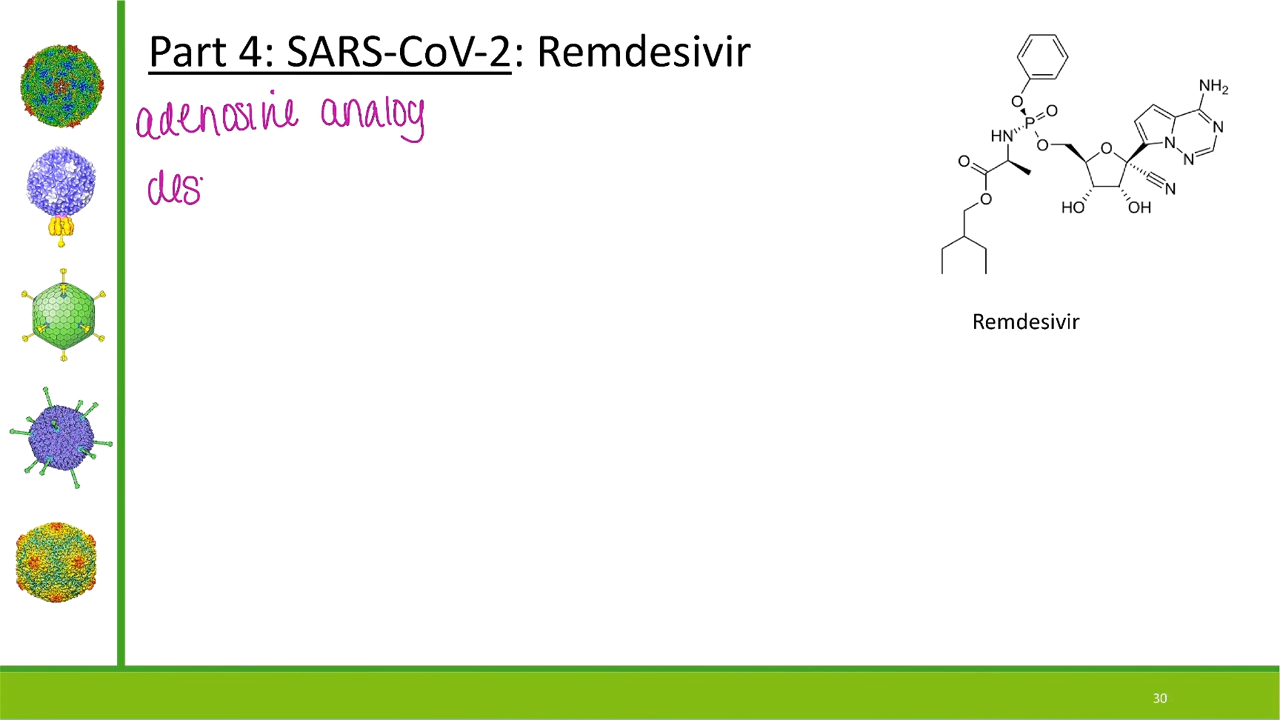 Part 4: SARS-CoV-2: Remdesivir
adenosine analog
des
NH2
O
P
O
HN
O
O
O
O
N
N
N
N
HO
OH
Remdesivir
30